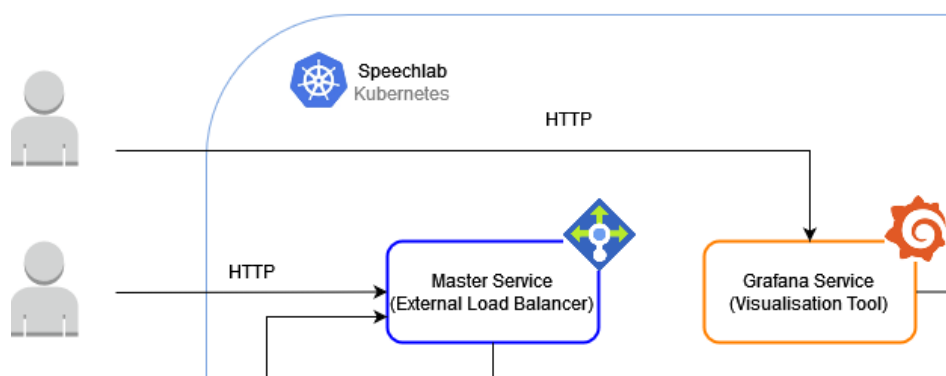 Speechlab
Kubernetes
HTTP
HTTP
Master Service
(External Load Balancer)
Grafana Service
(Visualisation Tool)